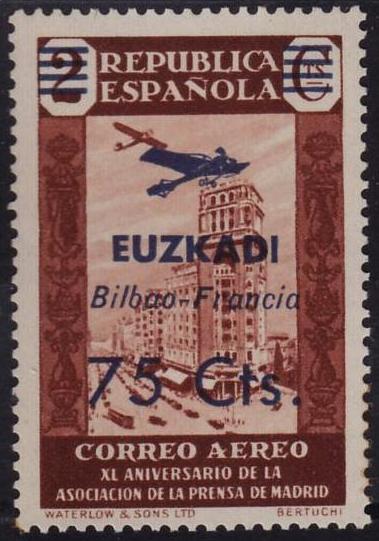 2 REPUBLICA CTS
ESPAÑOLA
EUZKADI
Bilbao-Francia
75 Cts.
CORREO AEREO
XL ANIVERSARIO DE LA
ASOCIACION DE LA PRENSA DE MADRID
WATERLOW & SONS LTD BERTUCHI